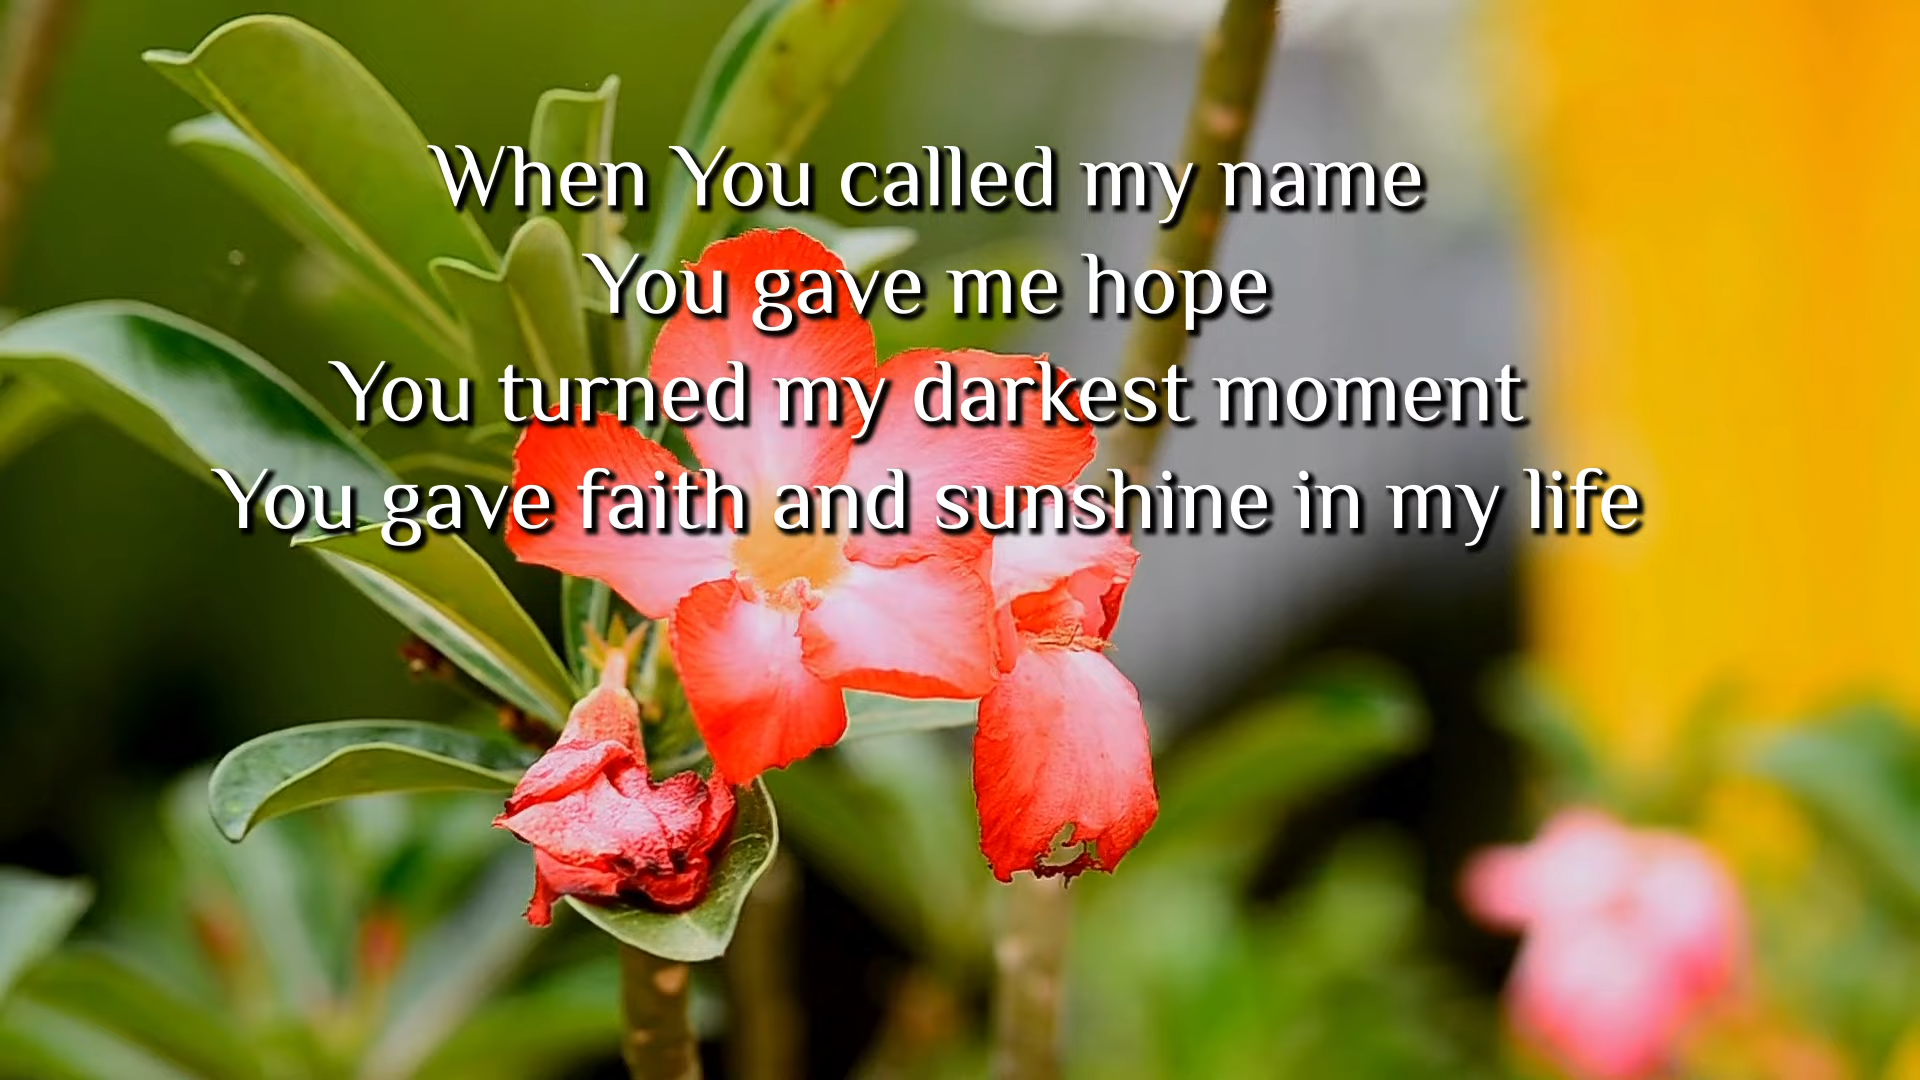 When You called my name
You gave me hope
You turned my darkest moment
You gave faith and sunshine in my life